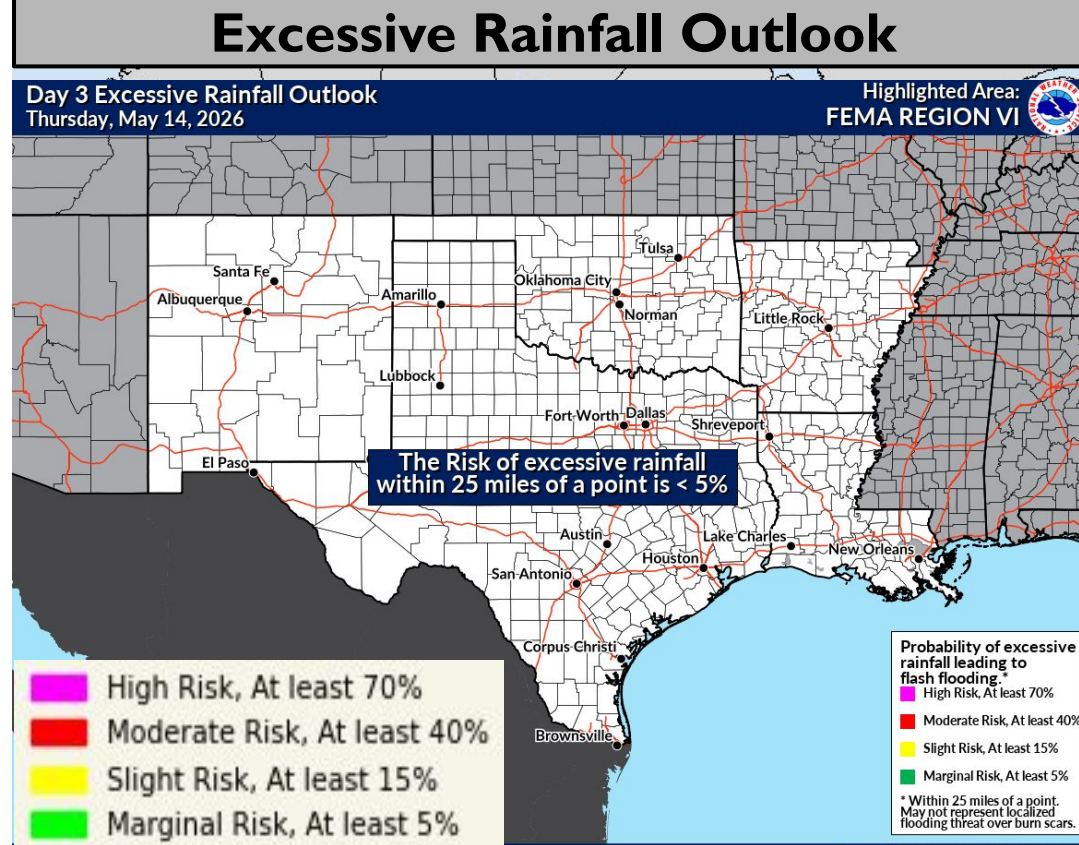 Excessive Rainfall Outlook
Day 3 Excessive Rainfall Outlook
Thursday, May 14, 2026
Highlighted Area:
FEMA REGION VI
Tulsa
Santa Fe
Oklahoma City
Albuquerque
Amarillo
Norman
Little Rock
Lubbock
Fort Worth
Dallas
Shreveport
El Paso
The Risk of excessive rainfall
within 25 miles of a point is < 5%
Austin
Lake Charles
Houston
New Orleans
San Antonio
Corpus Christi
Brownsville
High Risk, At least 70%
Moderate Risk, At least 40%
Slight Risk, At least 15%
Marginal Risk, At least 5%
Probability of excessive
rainfall leading to
flash flooding.*
High Risk, At least 70%
Moderate Risk, At least 40%
Slight Risk, At least 15%
Marginal Risk, At least 5%
* Within 25 miles of a point.
May not represent localized
flooding threat over burn scars.